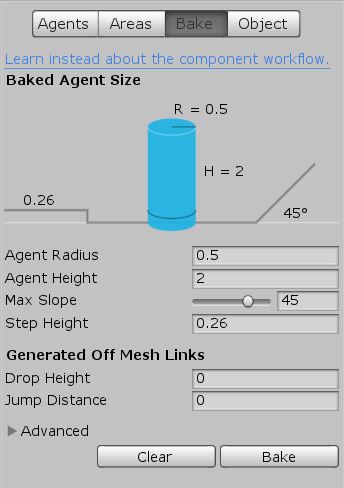 Agents Areas Bake Object
Learn instead about the component workflow.
Baked Agent Size
R = 0.5
H = 2
0.26
45°
Agent Radius 0.5
Agent Height 2
Max Slope 45
Step Height 0.26
Generated Off Mesh Links
Drop Height 0
Jump Distance 0
Advanced
Clear Bake